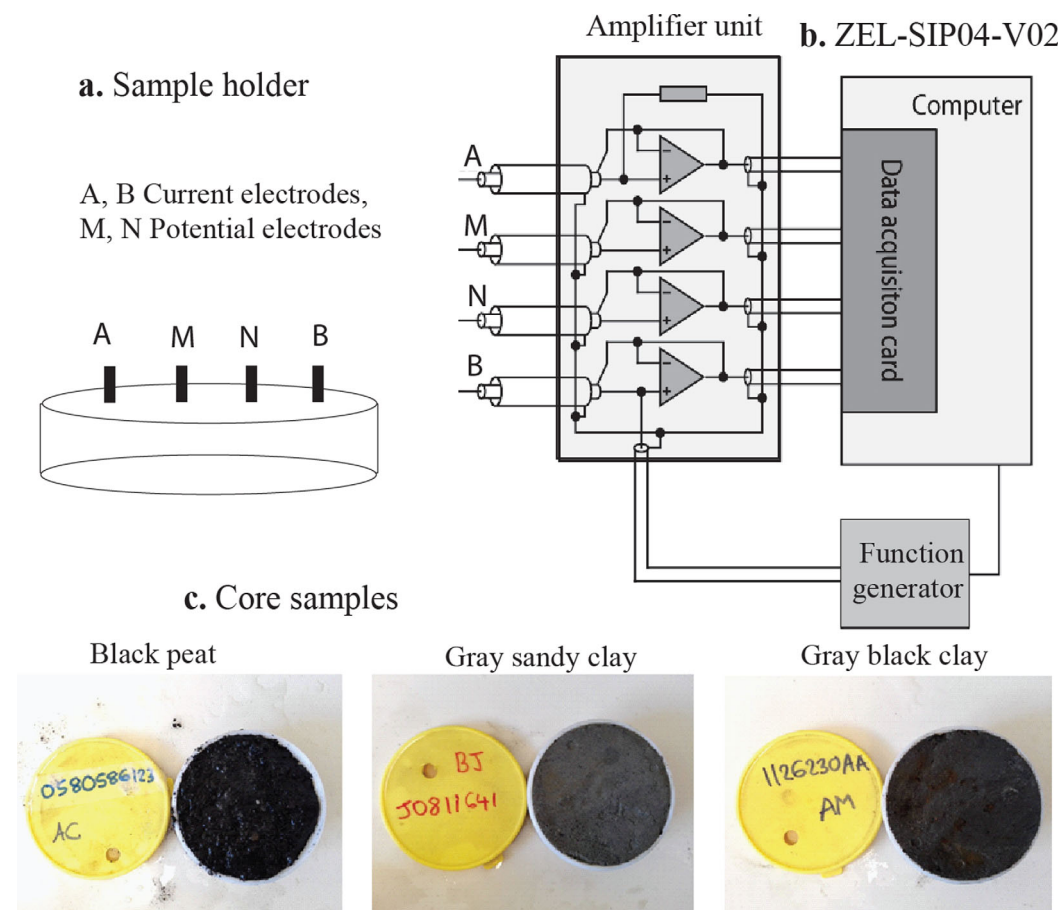 Amplifier unit
b. ZEL-SIP04-V02
a. Sample holder
Computer
A, B Current electrodes,
M, N Potential electrodes
A
M
N
B
Data acquisiton card
A M N B
Function
generator
c. Core samples
Black peat
Gray sandy clay
Gray black clay
0580586123
AC
BJ
J0811641
1126230AA
AM